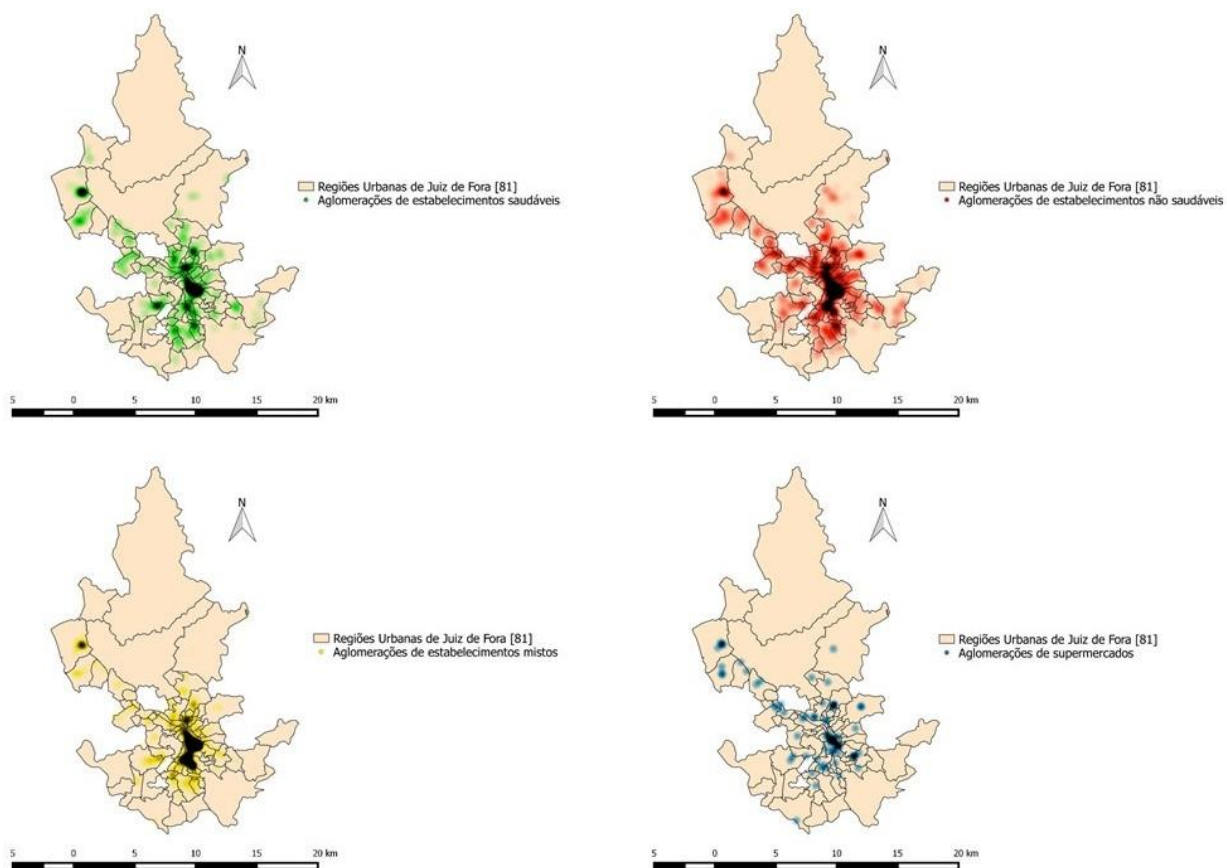 N
Regiões Urbanas de Juiz de Fora [81]
Aglomerações de estabelecimentos saudáveis
5 0 5 10 15 20 km
N
Regiões Urbanas de Juiz de Fora [81]
Aglomerações de estabelecimentos não saudáveis
5 0 5 10 15 20 km
N
Regiões Urbanas de Juiz de Fora [81]
Aglomerações de estabelecimentos mistos
5 0 5 10 15 20 km
N
Regiões Urbanas de Juiz de Fora [81]
Aglomerações de supermercados
5 0 5 10 15 20 km